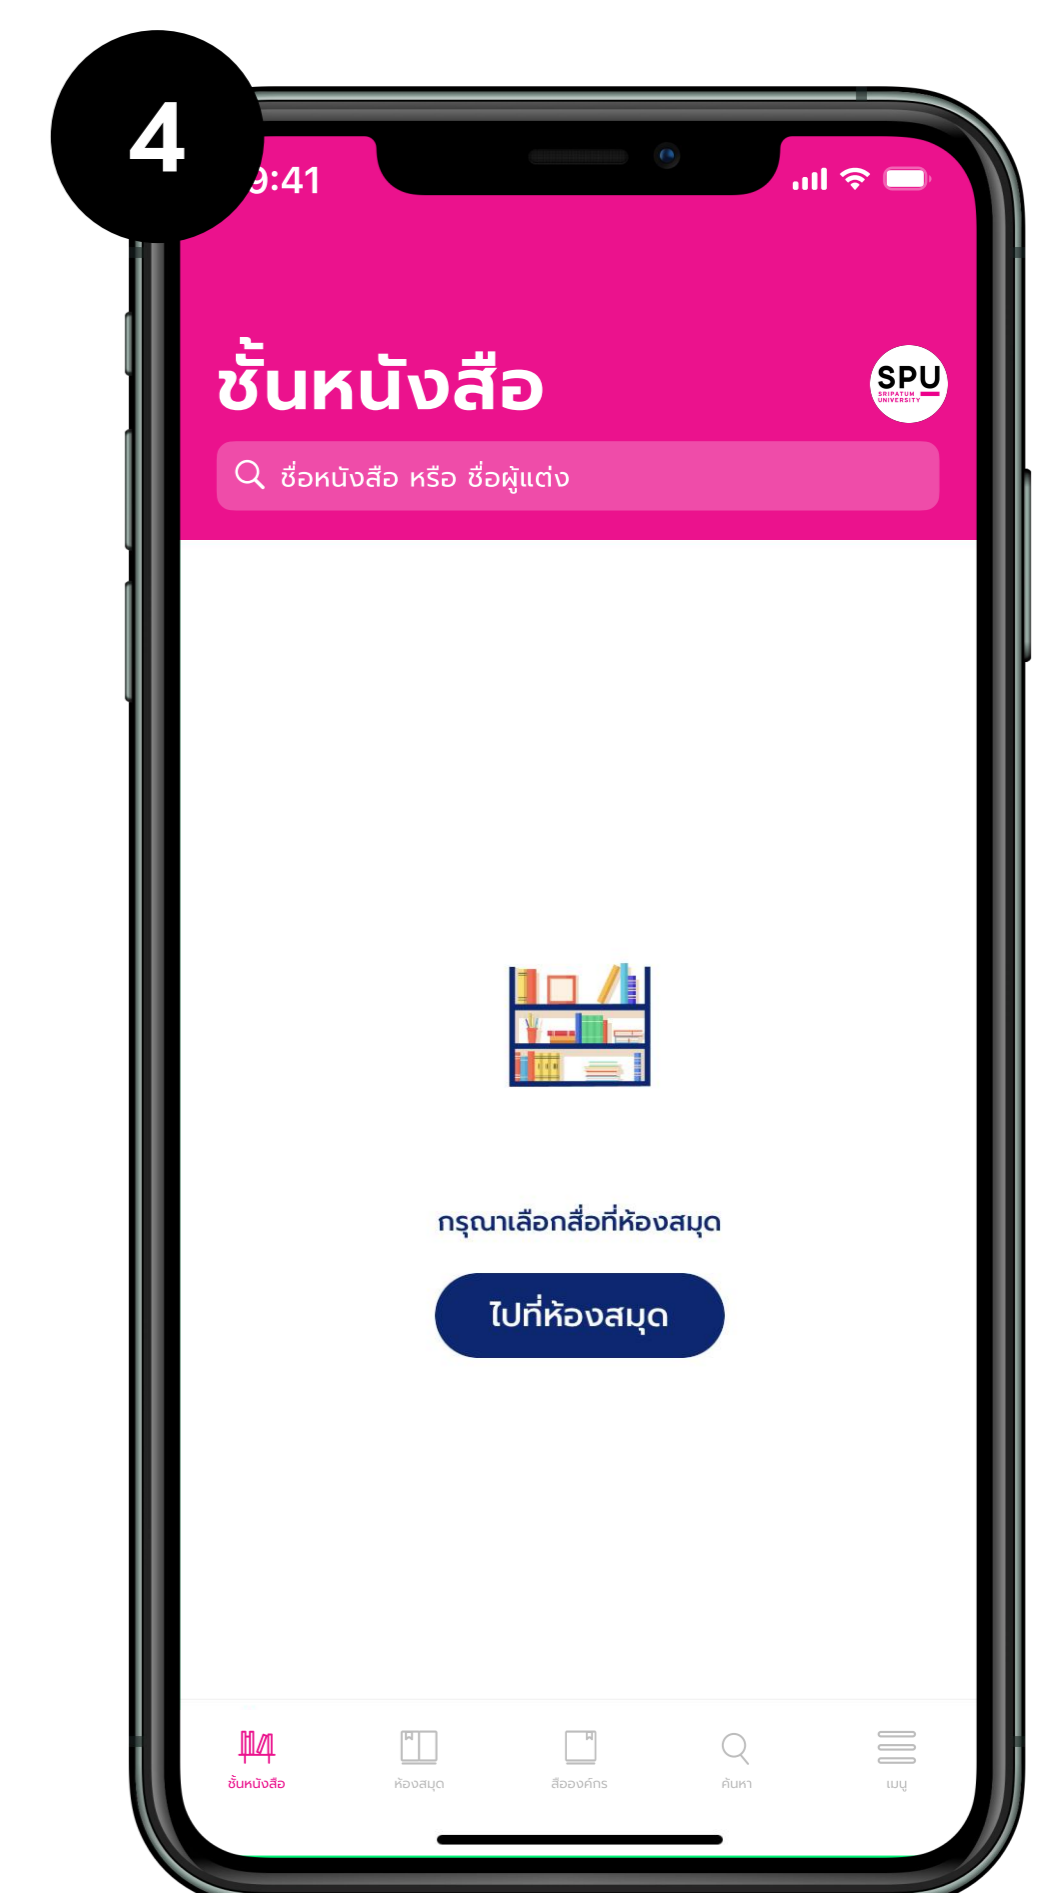 4
9:41
ชั้นหนังสือ
SPU
SRIPATUM
UNIVERSITY
ชื่อหนังสือ หรือ ชื่อผู้แต่ง
กรุณาเลือกสื่อที่ห้องสมุด
ไปที่ห้องสมุด
ชั้นหนังสือ ห้องสมุด สื่อองค์กร ค้นหา เมนู